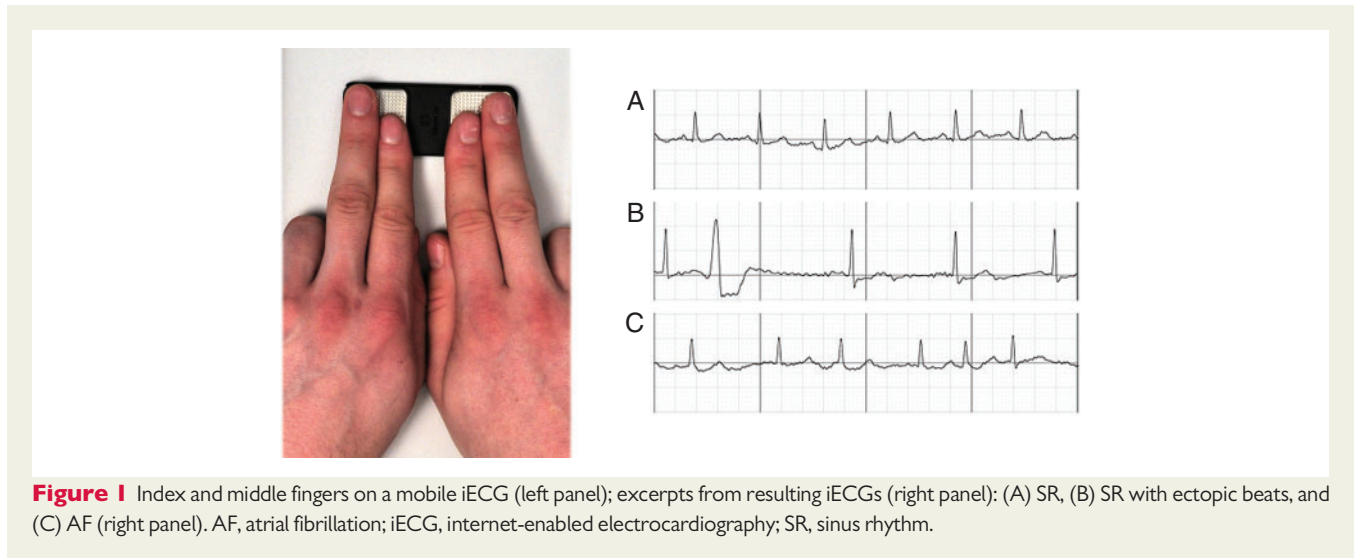 A
B
C
Figure 1 Index and middle fingers on a mobile iECG (left panel); excerpts from resulting iECGs (right panel): (A) SR, (B) SR with ectopic beats, and
(C) AF (right panel). AF, atrial fibrillation; iECG, internet-enabled electrocardiography; SR, sinus rhythm.